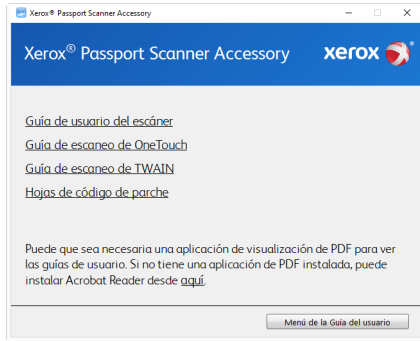 Xerox® Passport Scanner Accessory
Xerox® Passport Scanner Accessory
xerox
Guía de usuario del escáner
Guía de escaneo de OneTouch
Guía de escaneo de TWAIN
Hojas de código de parche
Puede que sea necesaria una aplicación de visualización de PDF para ver
las guías de usuario. Si no tiene una aplicación de PDF instalada, puede
instalar Acrobat Reader desde aquí.
Menú de la Guía del usuario